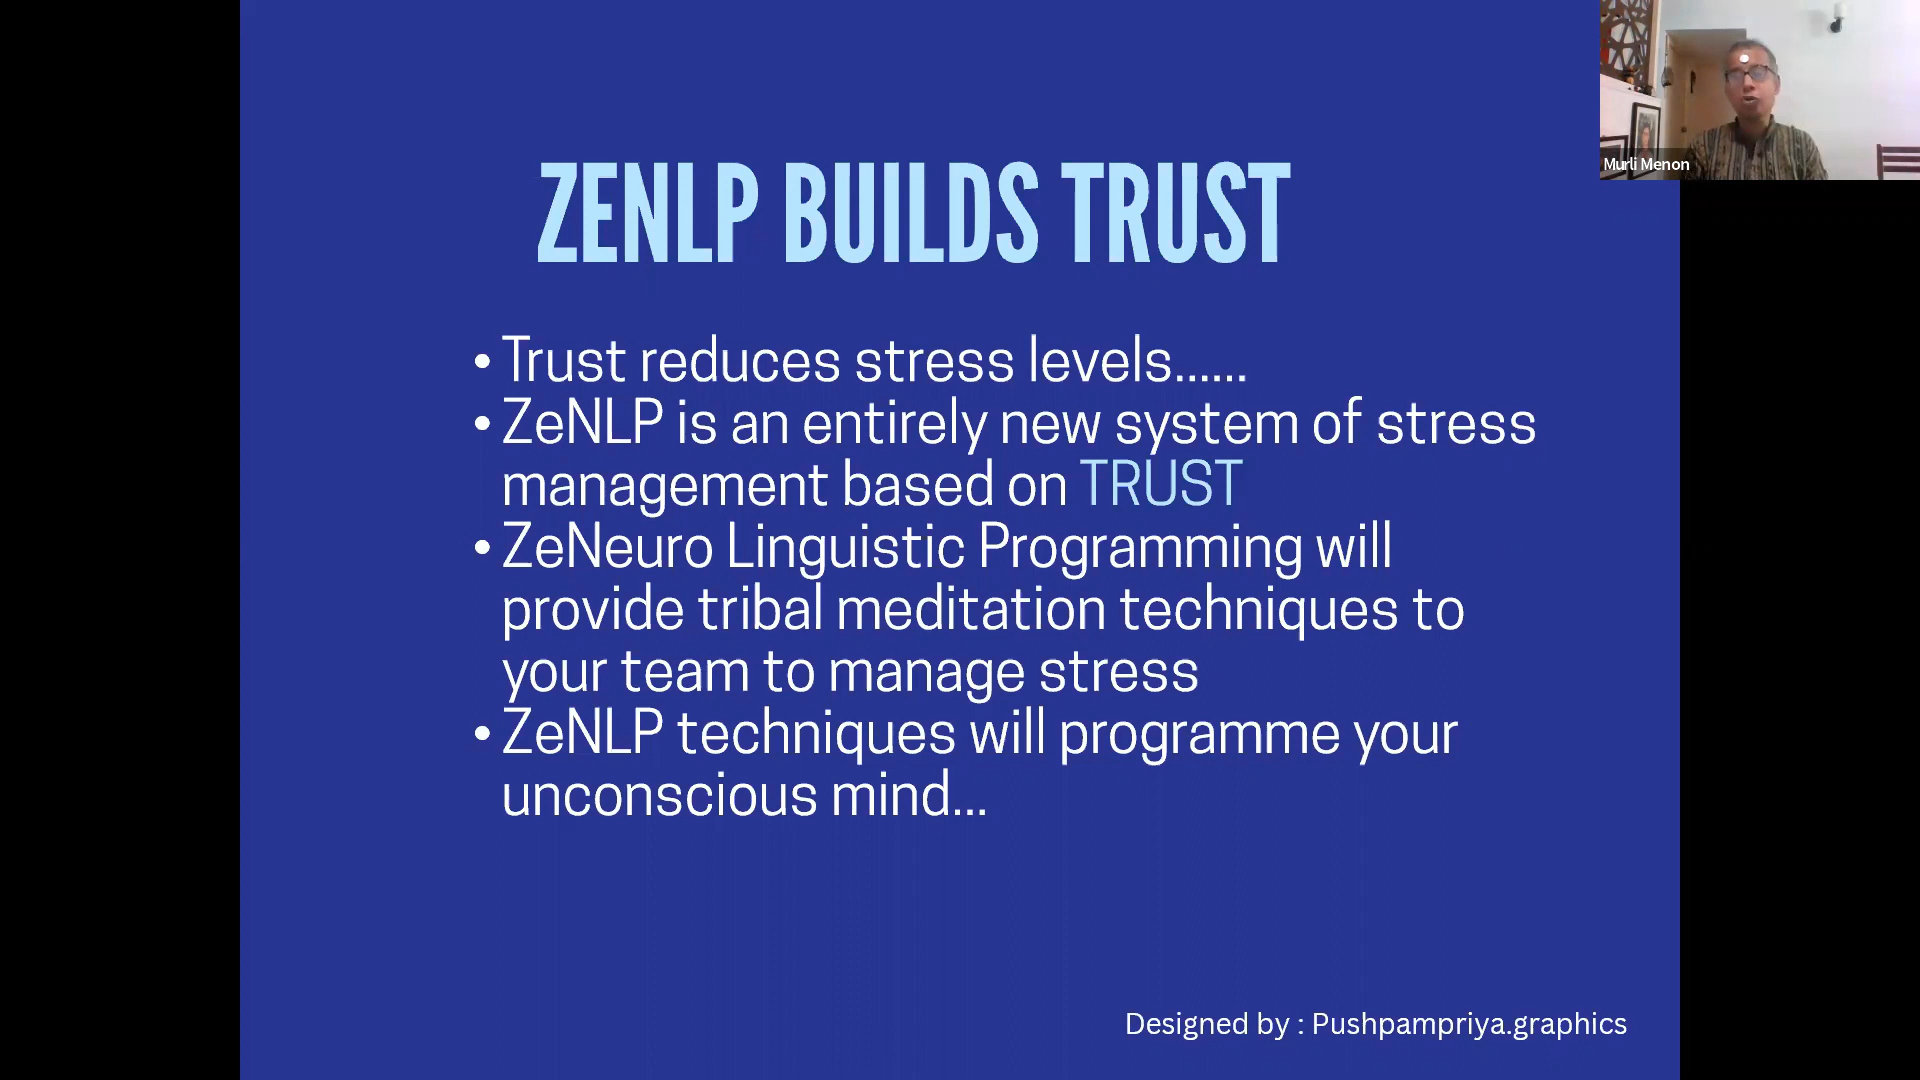 ZENLP BUILDS TRUST
• Trust reduces stress levels......
• ZeNLP is an entirely new system of stress
management based on TRUST
• ZeNeuro Linguistic Programming will
provide tribal meditation techniques to
your team to manage stress
• ZeNLP techniques will programme your
unconscious mind...
Designed by : Pushpampriya.graphics
Murli Menon